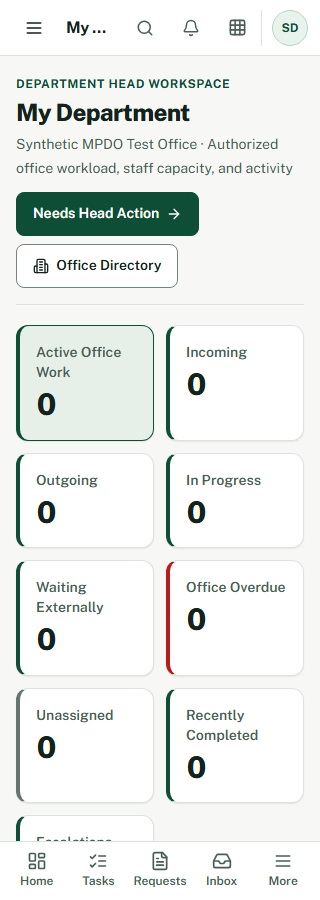 My ...
SD
DEPARTMENT HEAD WORKSPACE
My Department
Synthetic MPDO Test Office · Authorized
office workload, staff capacity, and activity
Needs Head Action
Office Directory
Active Office
Work
0
Incoming
0
Outgoing
0
In Progress
0
Waiting
Externally
0
Office Overdue
0
Unassigned
0
Recently
Completed
0
Escalations
Home
Tasks
Requests
Inbox
More